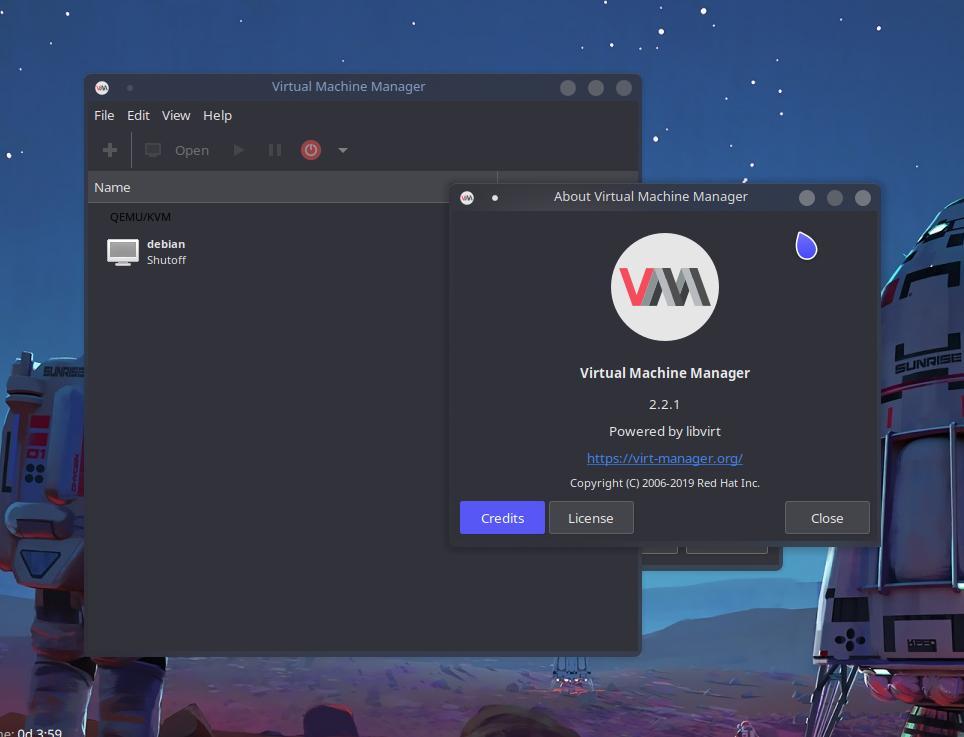 Virtual Machine Manager
File Edit View Help
Open
Name
QEMU/KVM
debian
Shutoff
About Virtual Machine Manager
VMM
Virtual Machine Manager
2.2.1
Powered by libvirt
https://virt-manager.org/
Copyright (C) 2006-2019 Red Hat Inc.
Credits License Close
SUNRISE
SUNRISE
0d 3:59